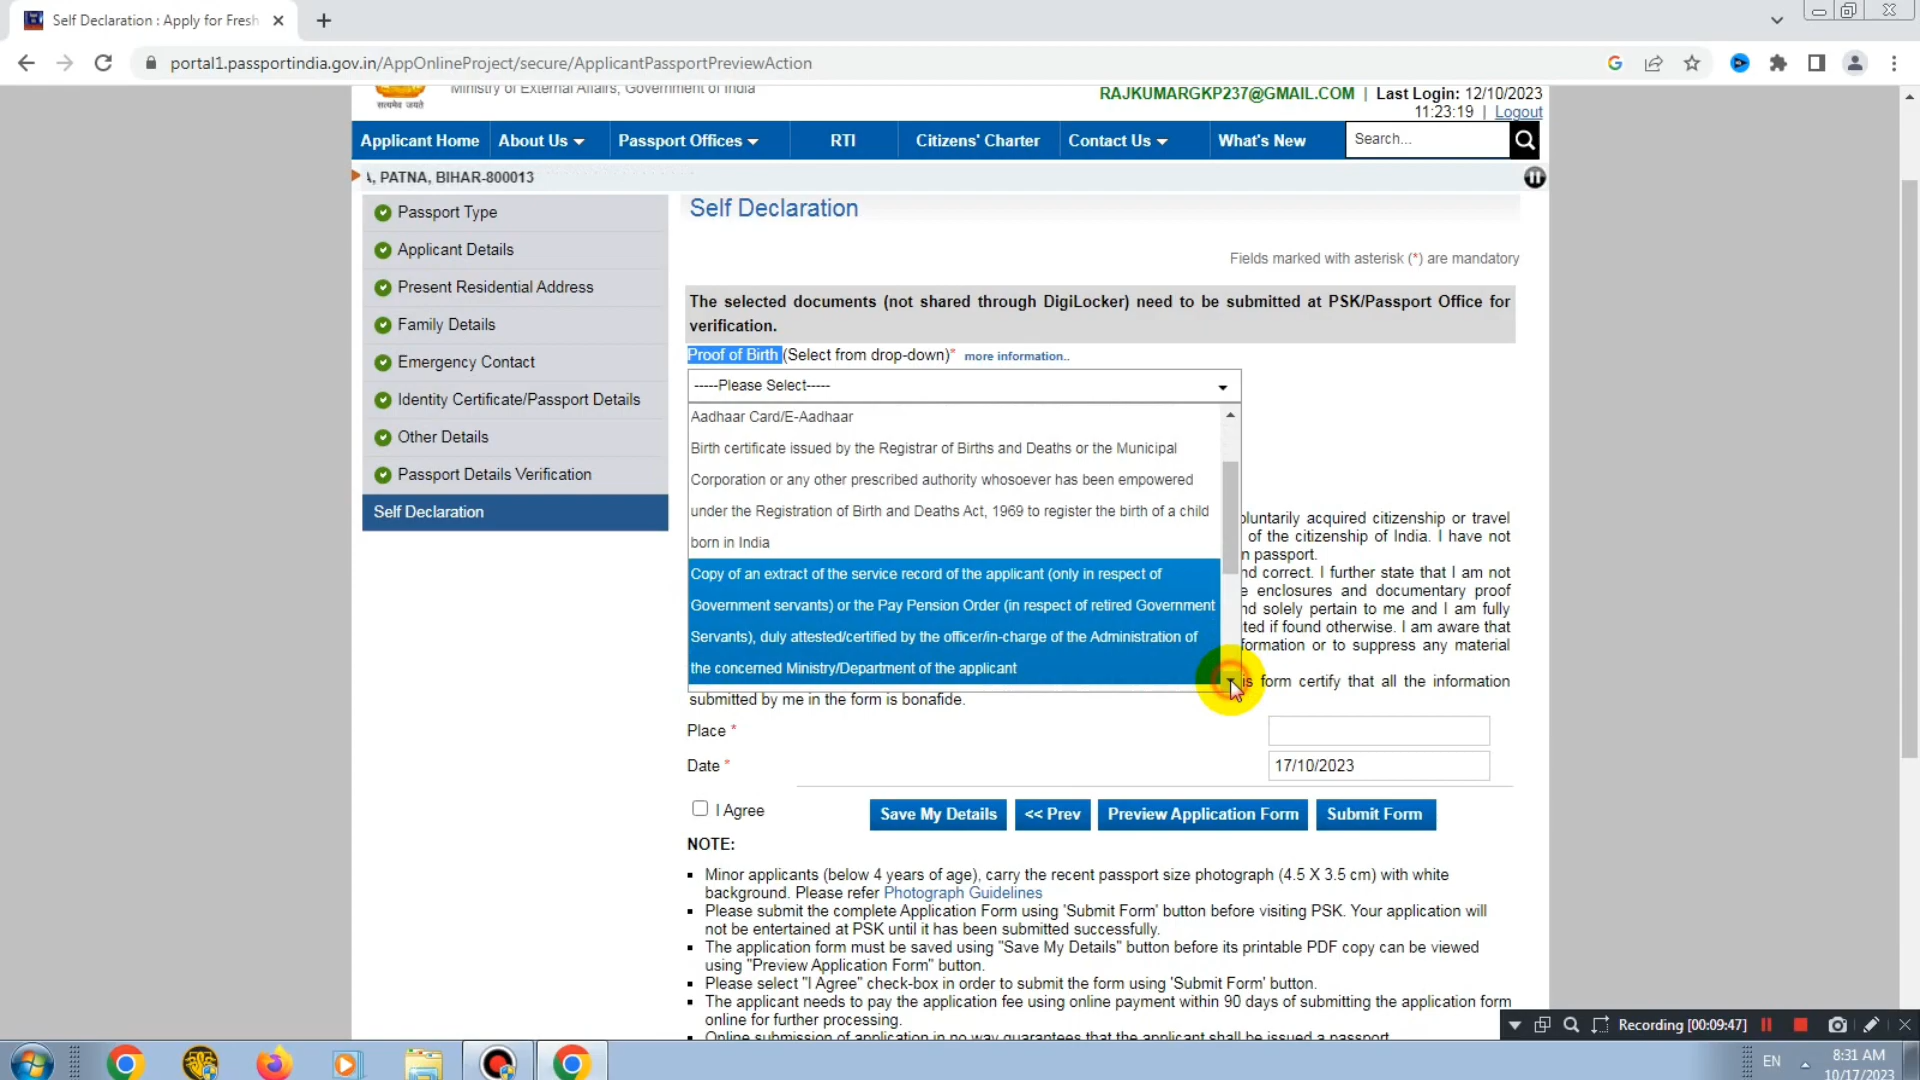 Self Declaration : Apply for Fresh
portal1.passportindia.gov.in/AppOnlineProject/secure/ApplicantPassportPreviewAction
सत्यमेव जयते
Ministry of External Affairs, Government of India
RAJKUMARGKP237@GMAIL.COM | Last Login: 12/10/2023
11:23:19 | Logout
Applicant Home About Us Passport Offices RTI Citizens' Charter Contact Us What's New Search...
A, PATNA, BIHAR-800013
Passport Type
Applicant Details
Present Residential Address
Family Details
Emergency Contact
Identity Certificate/Passport Details
Other Details
Passport Details Verification
Self Declaration
Self Declaration
Fields marked with asterisk (*) are mandatory
The selected documents (not shared through DigiLocker) need to be submitted at PSK/Passport Office for
verification.
Proof of Birth (Select from drop-down)* more information..
-----Please Select-----
Aadhaar Card/E-Aadhaar
Birth certificate issued by the Registrar of Births and Deaths or the Municipal
Corporation or any other prescribed authority whosoever has been empowered
under the Registration of Birth and Deaths Act, 1969 to register the birth of a child
born in India
Copy of an extract of the service record of the applicant (only in respect of
Government servants) or the Pay Pension Order (in respect of retired Government
Servants), duly attested/certified by the officer/in-charge of the Administration of
the concerned Ministry/Department of the applicant
oluntarily acquired citizenship or travel
of the citizenship of India. I have not
n passport.
nd correct. I further state that I am not
e enclosures and documentary proof
nd solely pertain to me and I am fully
ted if found otherwise. I am aware that
formation or to suppress any material
is form certify that all the information
submitted by me in the form is bonafide.
Place *
Date * 17/10/2023
I Agree Save My Details << Prev Preview Application Form Submit Form
NOTE:
Minor applicants (below 4 years of age), carry the recent passport size photograph (4.5 X 3.5 cm) with white
background. Please refer Photograph Guidelines
Please submit the complete Application Form using 'Submit Form' button before visiting PSK. Your application will
not be entertained at PSK until it has been submitted successfully.
The application form must be saved using "Save My Details" button before its printable PDF copy can be viewed
using "Preview Application Form" button.
Please select "I Agree" check-box in order to submit the form using 'Submit Form' button.
The applicant needs to pay the application fee using online payment within 90 days of submitting the application form
online for further processing.
Online submission of application in no way guarantees that the applicant shall be issued a passport
Recording [00:09:47]
EN 8:31 AM
10/17/2023